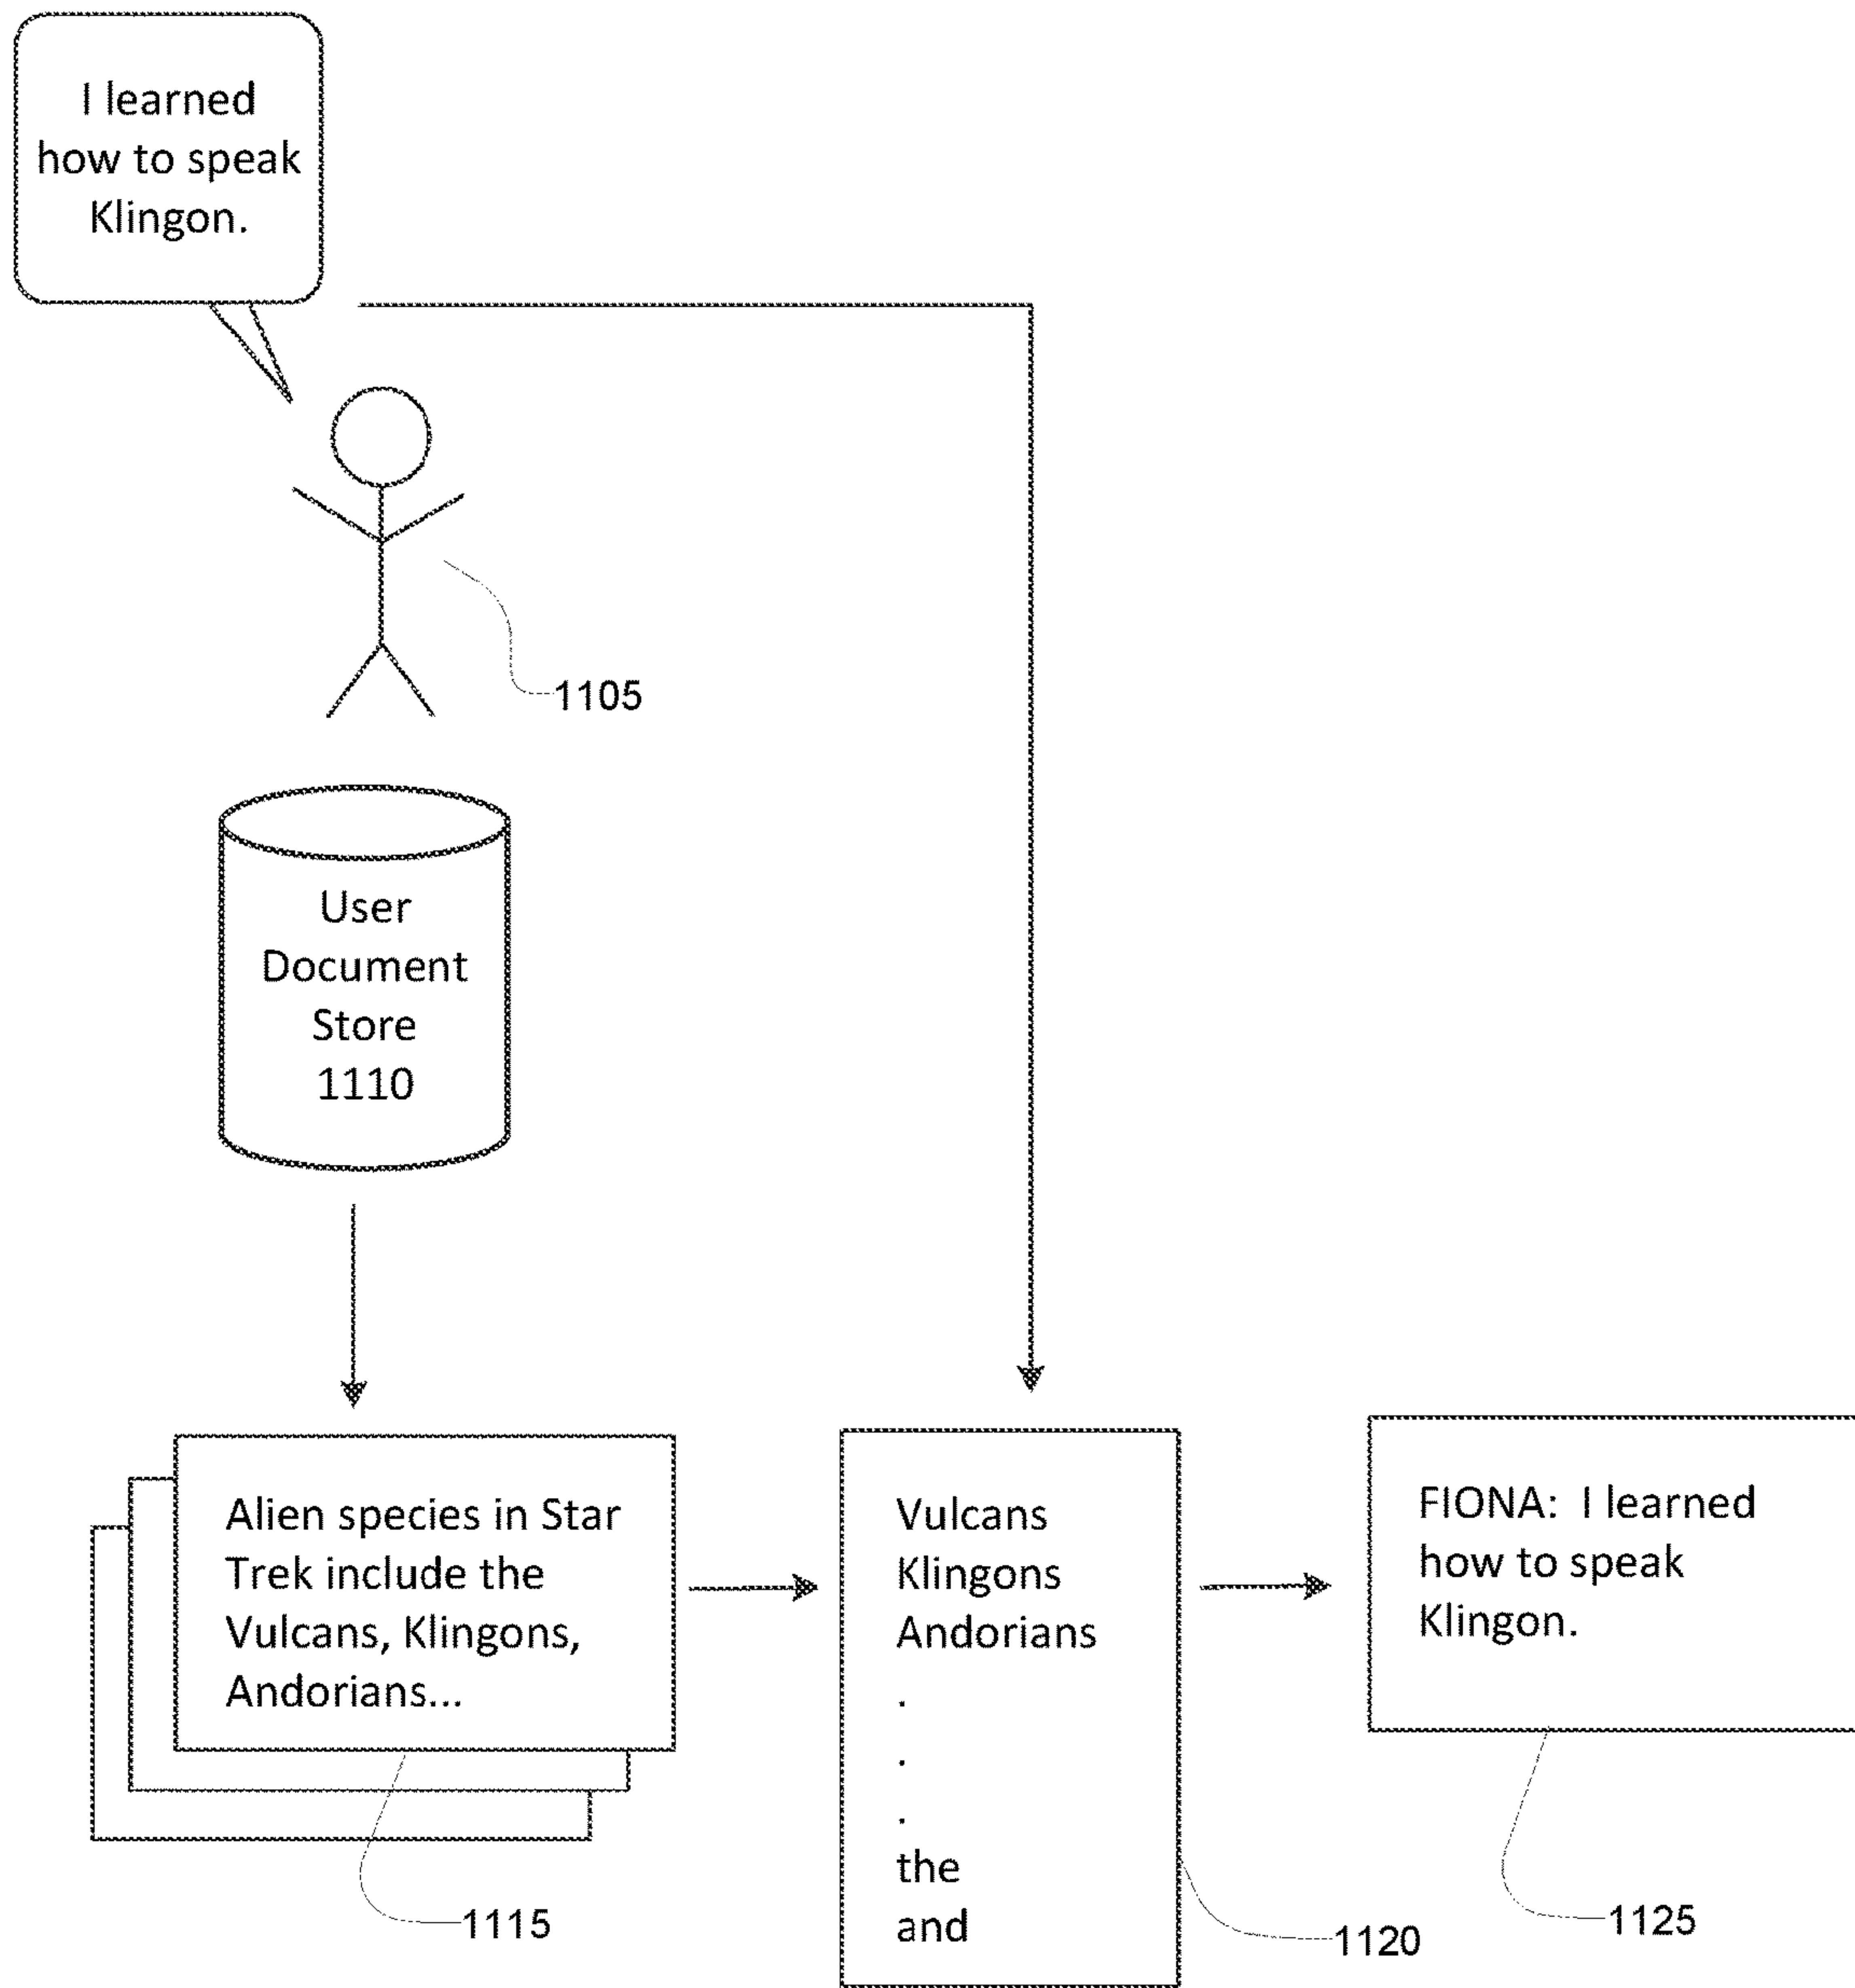 I learned
how to speak
Klingon.
1105
User
Document
Store
1110
Alien species in Star
Trek include the
Vulcans, Klingons,
Andorians...
1115
Vulcans
Klingons
Andorians
.
.
.
the
and
1120
FIONA:  I learned
how to speak
Klingon.
1125